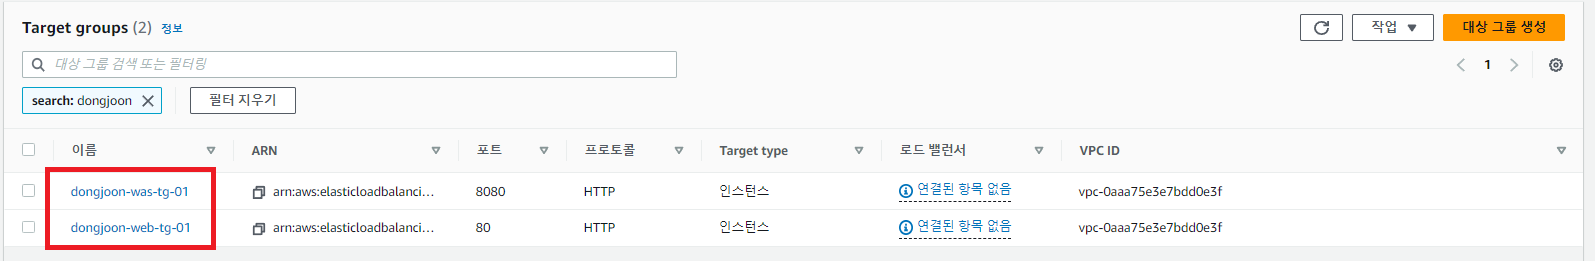 Target groups (2) 정보
작업
대상 그룹 생성
대상 그룹 검색 또는 필터링
1
search: dongjoon
필터 지우기
이름 ARN 포트 프로토콜 Target type 로드 밸런서 VPC ID
dongjoon-was-tg-01 arn:aws:elasticloadbalanci... 8080 HTTP 인스턴스 연결된 항목 없음 vpc-0aaa75e3e7bdd0e3f
dongjoon-web-tg-01 arn:aws:elasticloadbalanci... 80 HTTP 인스턴스 연결된 항목 없음 vpc-0aaa75e3e7bdd0e3f